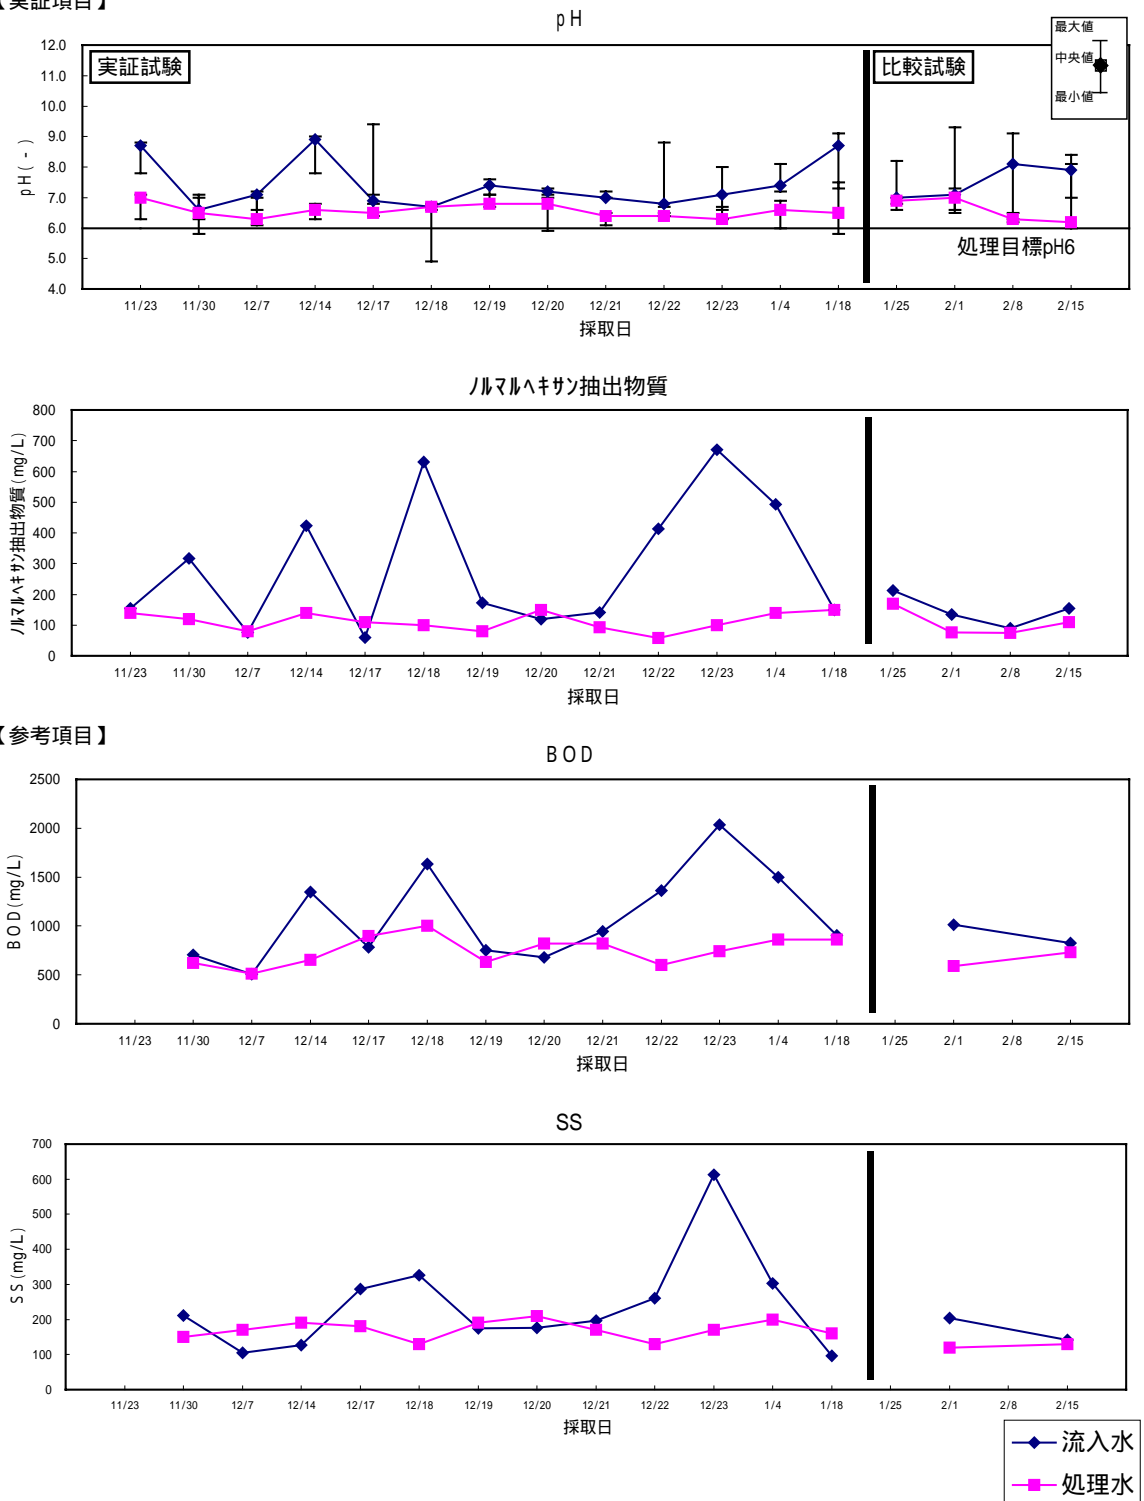 【実証項目】
pH
最大値
中央値
最小値
実証試験
比較試験
12.0
11.0
10.0
9.0
8.0
7.0
6.0
5.0
4.0
pH(-)
処理目標pH6
11/23 11/30 12/7 12/14 12/17 12/18 12/19 12/20 12/21 12/22 12/23 1/4 1/18 1/25 2/1 2/8 2/15
採取日
ノルマルヘキサン抽出物質
800
700
600
500
400
300
200
100
0
ノルマルヘキサン抽出物質(mg/L)
11/23 11/30 12/7 12/14 12/17 12/18 12/19 12/20 12/21 12/22 12/23 1/4 1/18 1/25 2/1 2/8 2/15
採取日
【参考項目】
BOD
2500
2000
1500
1000
500
0
BOD(mg/L)
11/23 11/30 12/7 12/14 12/17 12/18 12/19 12/20 12/21 12/22 12/23 1/4 1/18 1/25 2/1 2/8 2/15
採取日
SS
700
600
500
400
300
200
100
0
SS(mg/L)
11/23 11/30 12/7 12/14 12/17 12/18 12/19 12/20 12/21 12/22 12/23 1/4 1/18 1/25 2/1 2/8 2/15
採取日
流入水
処理水